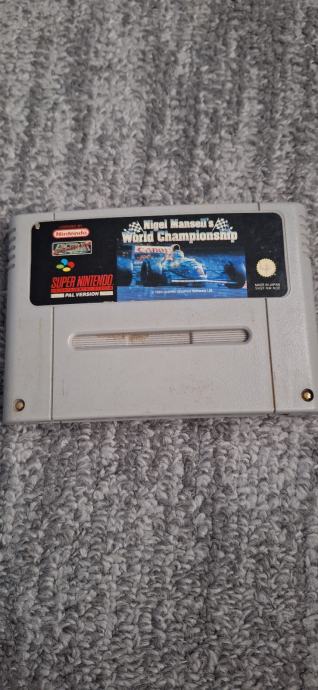 Nintendo
Nigel Mansell's
World Championship
SUPER NINTENDO
PAL VERSION
MADE IN JAPAN